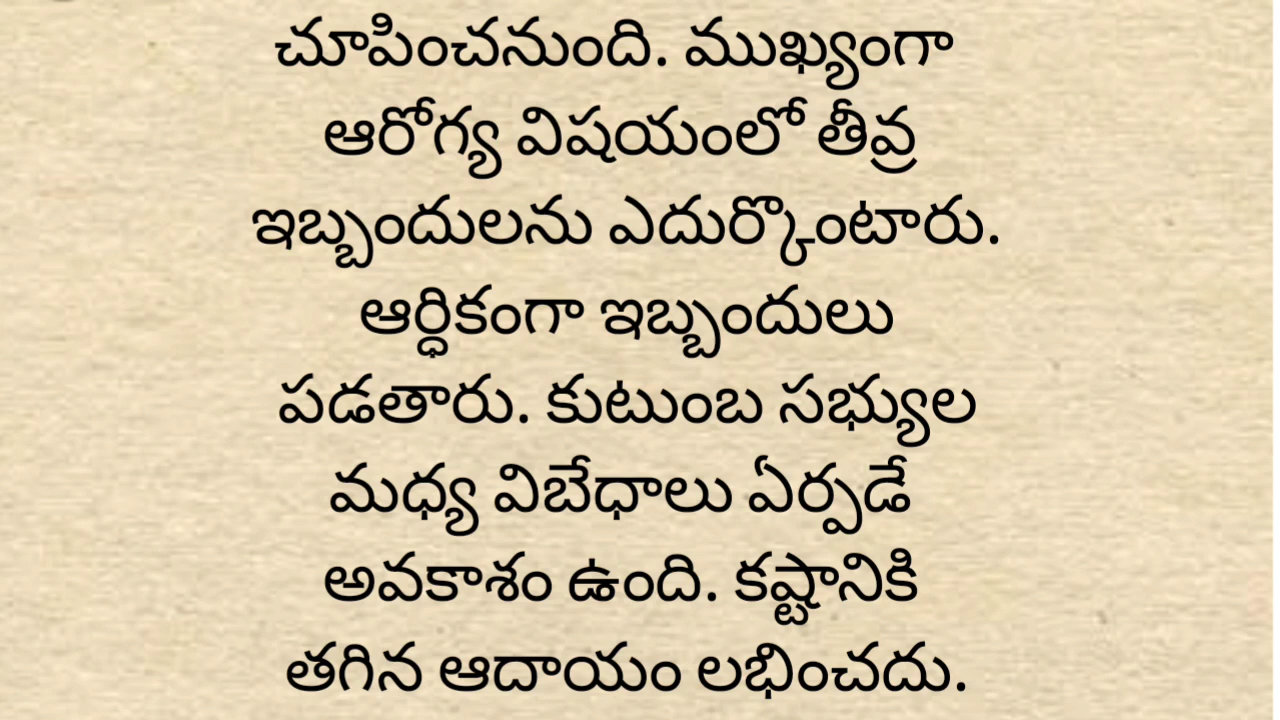 చూపించనుంది. ముఖ్యంగా
ఆరోగ్య విషయంలో తీవ్ర
ఇబ్బందులను ఎదుర్కొంటారు.
ఆర్ధికంగా ఇబ్బందులు
పడతారు. కుటుంబ సభ్యుల
మధ్య విబేధాలు ఏర్పడే
అవకాశం ఉంది. కష్టానికి
తగిన ఆదాయం లభించదు.